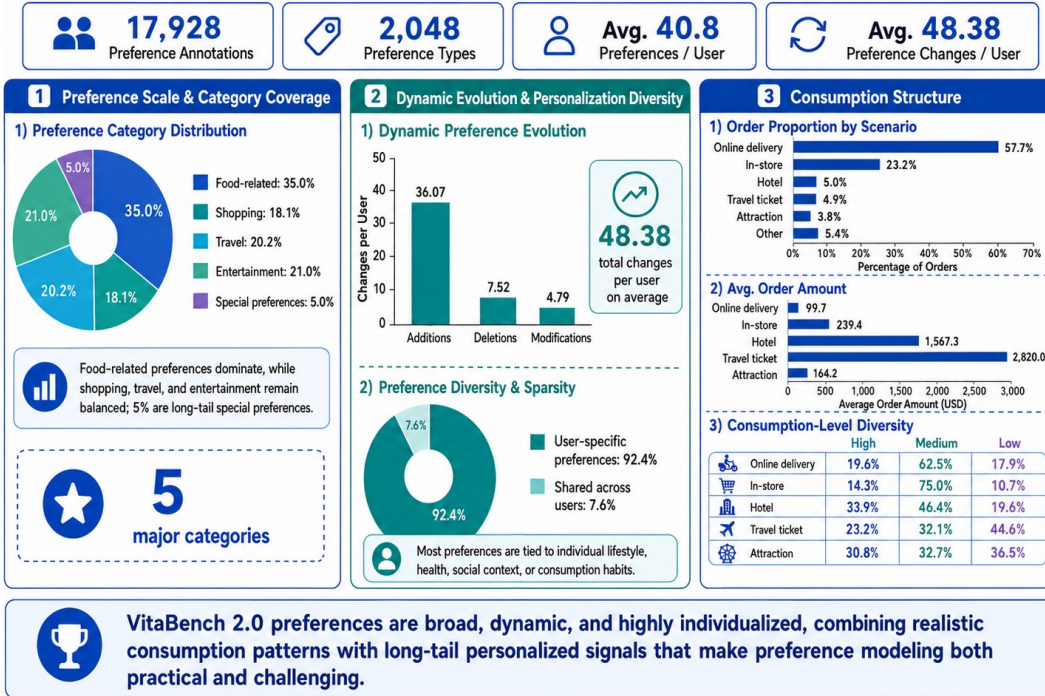 17,928
Preference Annotations
2,048
Preference Types
Avg. 40.8
Preferences / User
Avg. 48.38
Preference Changes / User
1 Preference Scale & Category Coverage
1) Preference Category Distribution
5.0%
35.0%
21.0%
20.2%
18.1%
Food-related: 35.0%
Shopping: 18.1%
Travel: 20.2%
Entertainment: 21.0%
Special preferences: 5.0%
Food-related preferences dominate, while
shopping, travel, and entertainment remain
balanced; 5% are long-tail special preferences.
5
major categories
2 Dynamic Evolution & Personalization Diversity
1) Dynamic Preference Evolution
Changes per User
50
40
30
20
10
0
36.07
7.52
4.79
Additions
Deletions
Modifications
48.38
total changes
per user
on average
2) Preference Diversity & Sparsity
7.6%
92.4%
User-specific
preferences: 92.4%
Shared across
users: 7.6%
Most preferences are tied to individual lifestyle,
health, social context, or consumption habits.
3 Consumption Structure
1) Order Proportion by Scenario
Online delivery 57.7%
In-store 23.2%
Hotel 5.0%
Travel ticket 4.9%
Attraction 3.8%
Other 5.4%
0% 10% 20% 30% 40% 50% 60% 70%
Percentage of Orders
2) Avg. Order Amount
Online delivery 99.7
In-store 239.4
Hotel 1,567.3
Travel ticket 2,820.0
Attraction 164.2
0 500 1,000 1,500 2,000 2,500 3,000
Average Order Amount (USD)
3) Consumption-Level Diversity
High Medium Low
Online delivery 19.6% 62.5% 17.9%
In-store 14.3% 75.0% 10.7%
Hotel 33.9% 46.4% 19.6%
Travel ticket 23.2% 32.1% 44.6%
Attraction 30.8% 32.7% 36.5%
VitaBench 2.0 preferences are broad, dynamic, and highly individualized, combining realistic
consumption patterns with long-tail personalized signals that make preference modeling both
practical and challenging.